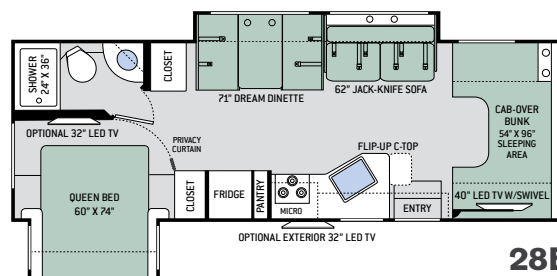 SHOWER
24" X 36"
CLOSET
71" DREAM DINETTE
62" JACK-KNIFE SOFA
CAB-OVER
BUNK
54" X 96"
SLEEPING
AREA
OPTIONAL 32" LED TV
PRIVACY
CURTAIN
FLIP-UP C-TOP
QUEEN BED
60" X 74"
CLOSET
FRIDGE
PANTRY
MICRO
ENTRY
40" LED TV W/SWIVEL
OPTIONAL EXTERIOR 32" LED TV